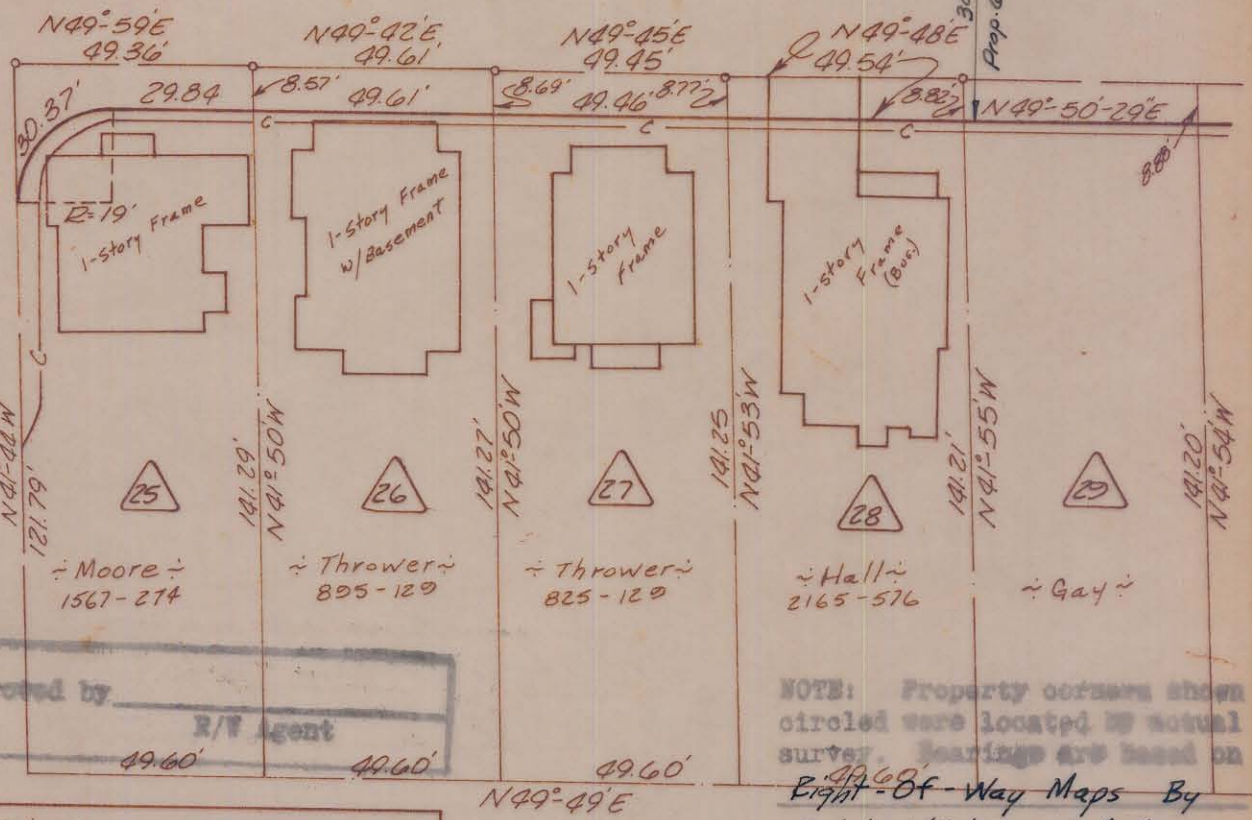 N49°-59'E
49.36'
N49°-42'E
49.61'
N49°-45'E
49.45'
N49°-48'E
49.54'
30
Prop.
30.37'
29.84
8.57'
49.61'
8.69'
49.46'
8.77'
8.82'
N49°-50'-29"E
8.88'
C
C
C
C
R=19'
1-Story Frame
1-Story Frame
W/Basement
1-Story
Frame
1-Story
Frame
(Bus.)
N41°-44'W
121.79'
141.29'
N41°50'W
141.27'
N41°50'W
141.25
N41°-53'W
141.21'
N41°-55'W
141.20'
N41°54'W
25
26
27
28
29
~Moore~
1567-274
~Thrower~
895-129
~Thrower~
825-129
~Hall~
2165-576
~Gay~
oved by
R/W Agent
NOTE: Property corners shown
circled were located by actual
survey. Bearings are based on
Right-Of-Way Maps By
49.60'
49.60'
49.60'
49.60'
N49°-49'E